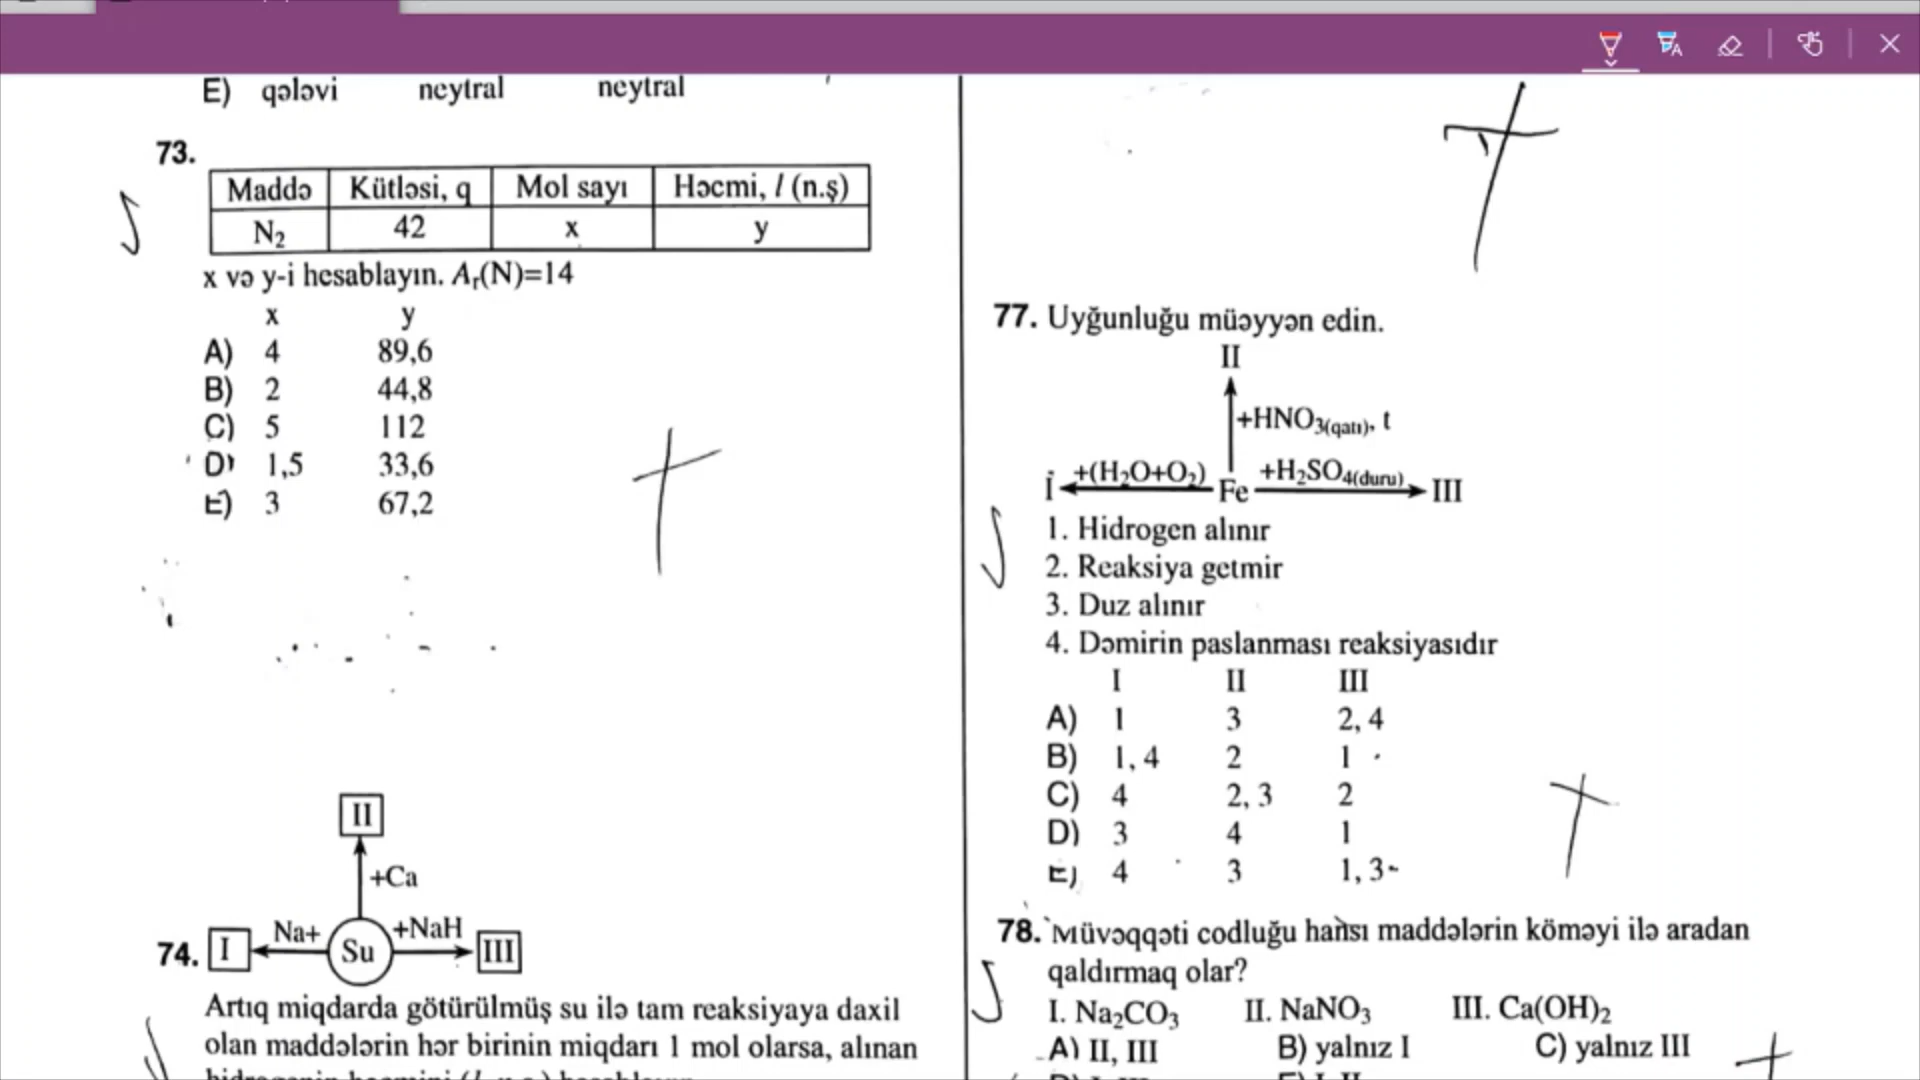 E) qələvi neytral neytral
73.
Maddə Kütləsi, q Mol sayı Həcmi, l (n.ş)
N₂ 42 x y
x və y-i hesablayın. Aᵣ(N)=14
x y
A) 4 89,6
B) 2 44,8
C) 5 112
D) 1,5 33,6
E) 3 67,2
II
+Ca
74. I Na+ Su +NaH III
Artıq miqdarda götürülmüş su ilə tam reaksiyaya daxil
olan maddələrin hər birinin miqdarı 1 mol olarsa, alınan
77. Uyğunluğu müəyyən edin.
II
+HNO₃(qatı), t
I +(H₂O+O₂) Fe +H₂SO₄(duru) III
1. Hidrogen alınır
2. Reaksiya getmir
3. Duz alınır
4. Dəmirin paslanması reaksiyasıdır
I II III
A) 1 3 2, 4
B) 1, 4 2 1
C) 4 2, 3 2
D) 3 4 1
E) 4 3 1, 3
78. Müvəqqəti codluğu hansı maddələrin köməyi ilə aradan
qaldırmaq olar?
I. Na₂CO₃ II. NaNO₃ III. Ca(OH)₂
A) II, III B) yalnız I C) yalnız III